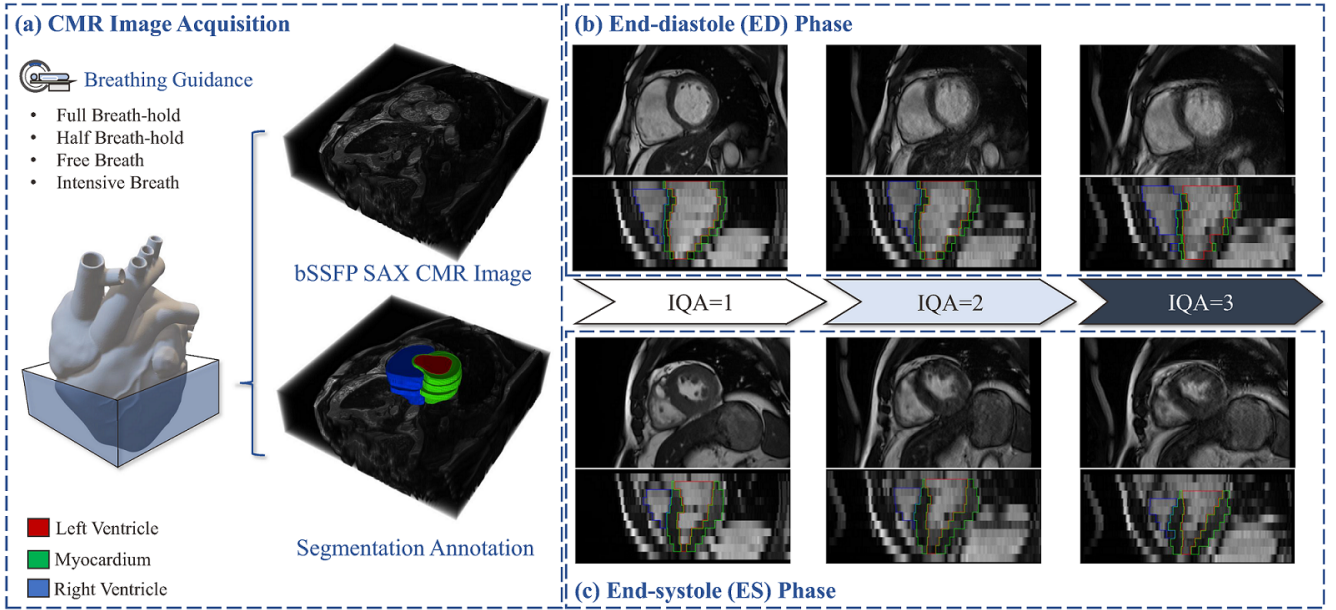 (a) CMR Image Acquisition
Breathing Guidance
• Full Breath-hold
• Half Breath-hold
• Free Breath
• Intensive Breath
bSSFP SAX CMR Image
Segmentation Annotation
Left Ventricle
Myocardium
Right Ventricle
(b) End-diastole (ED) Phase
IQA=1
IQA=2
IQA=3
(c) End-systole (ES) Phase